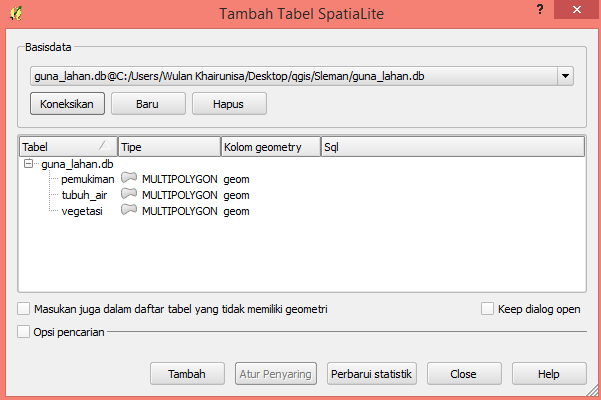 Tambah Tabel SpatiaLite
?
Basisdata
guna_lahan.db@C:/Users/Wulan Khairunisa/Desktop/qgis/Sleman/guna_lahan.db
Koneksikan Baru Hapus
Tabel Tipe Kolom geometry Sql
guna_lahan.db
pemukiman MULTIPOLYGON geom
tubuh_air MULTIPOLYGON geom
vegetasi MULTIPOLYGON geom
Masukan juga dalam daftar tabel yang tidak memiliki geometri Keep dialog open
Opsi pencarian
Tambah Atur Penyaring Perbarui statistik Close Help